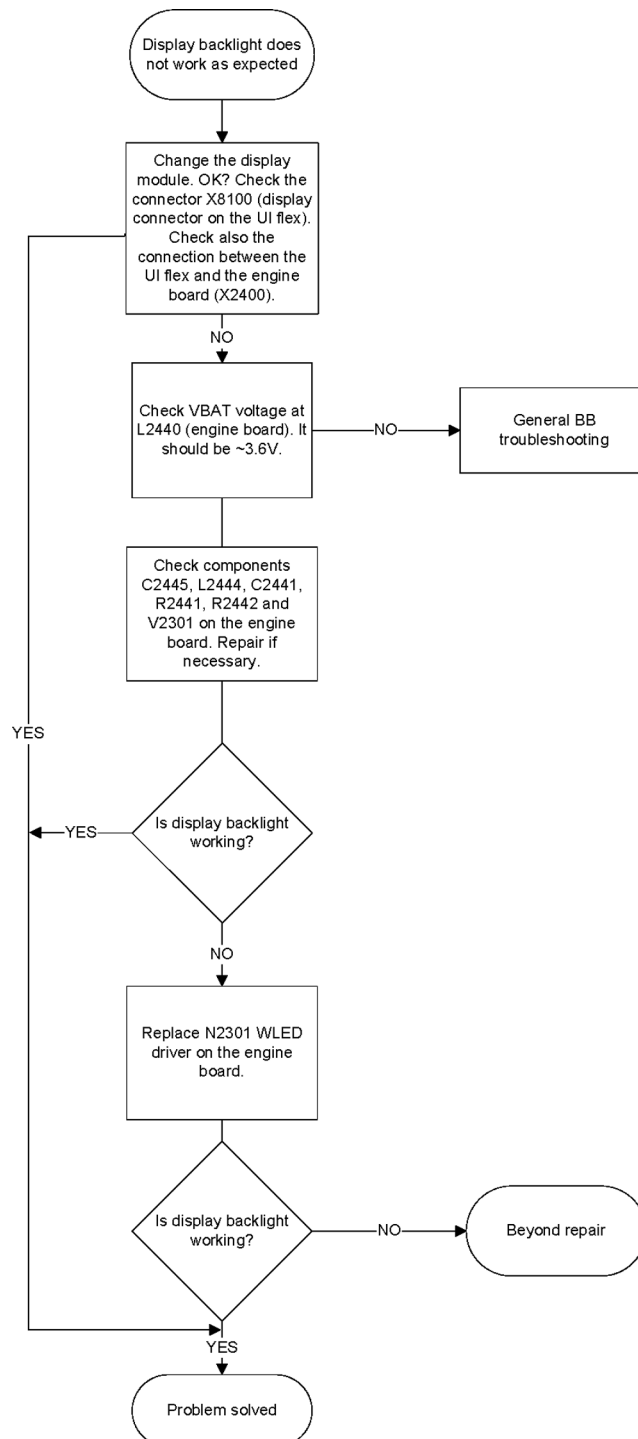 Display backlight does
not work as expected
Change the display
module. OK? Check the
connector X8100 (display
connector on the UI flex).
Check also the
connection between the
UI flex and the engine
board (X2400).
NO
Check VBAT voltage at
L2440 (engine board). It
should be ~3.6V.
NO
General BB
troubleshooting
Check components
C2445, L2444, C2441,
R2441, R2442 and
V2301 on the engine
board. Repair if
necessary.
YES
Is display backlight
working?
YES
NO
Replace N2301 WLED
driver on the engine
board.
Is display backlight
working?
NO
Beyond repair
YES
Problem solved